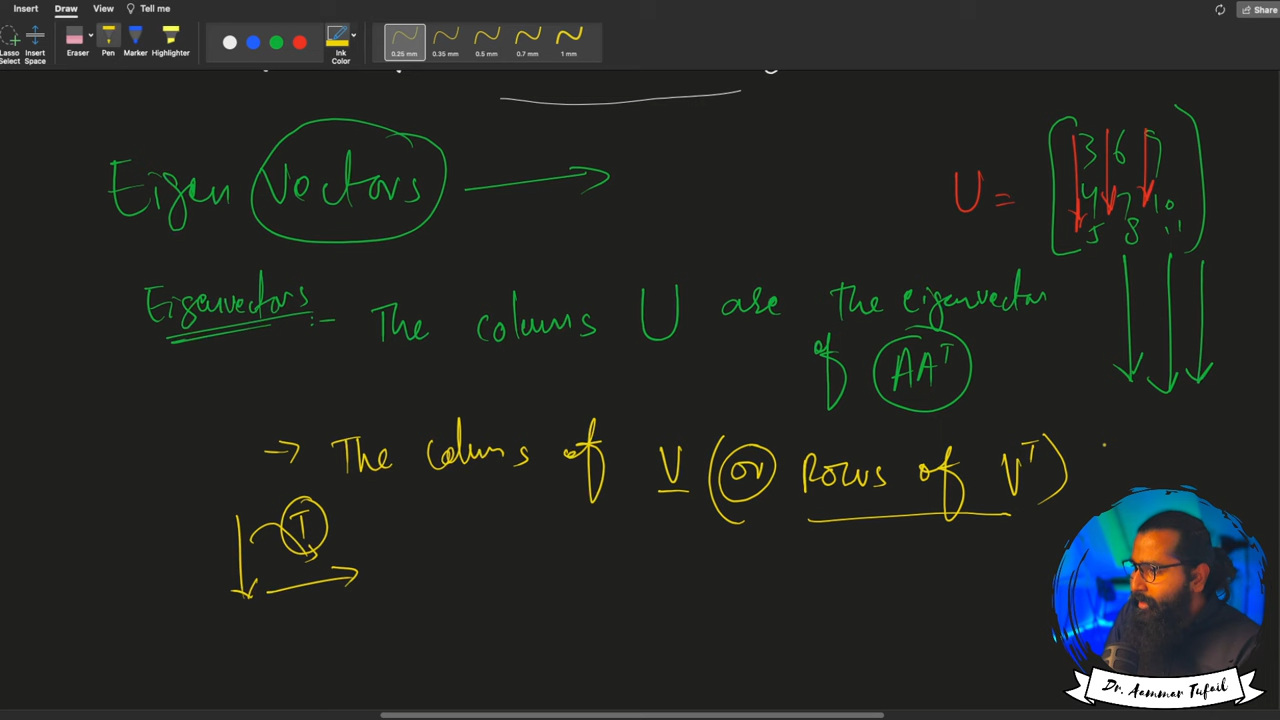 Insert Draw View Tell me
Share
Lasso Select
Insert Space
Eraser
Pen
Marker
Highlighter
Ink Color
0.25 mm 0.35 mm 0.5 mm 0.7 mm 1 mm
Eigen Vectors
U =
3 6
4 7 10
5 8 11
Eigenvectors :- The colums U are the eigenvector
of AAᵀ
→ The colums of V (or Rows of Vᵀ)
T
Dr. Aammar Tufail